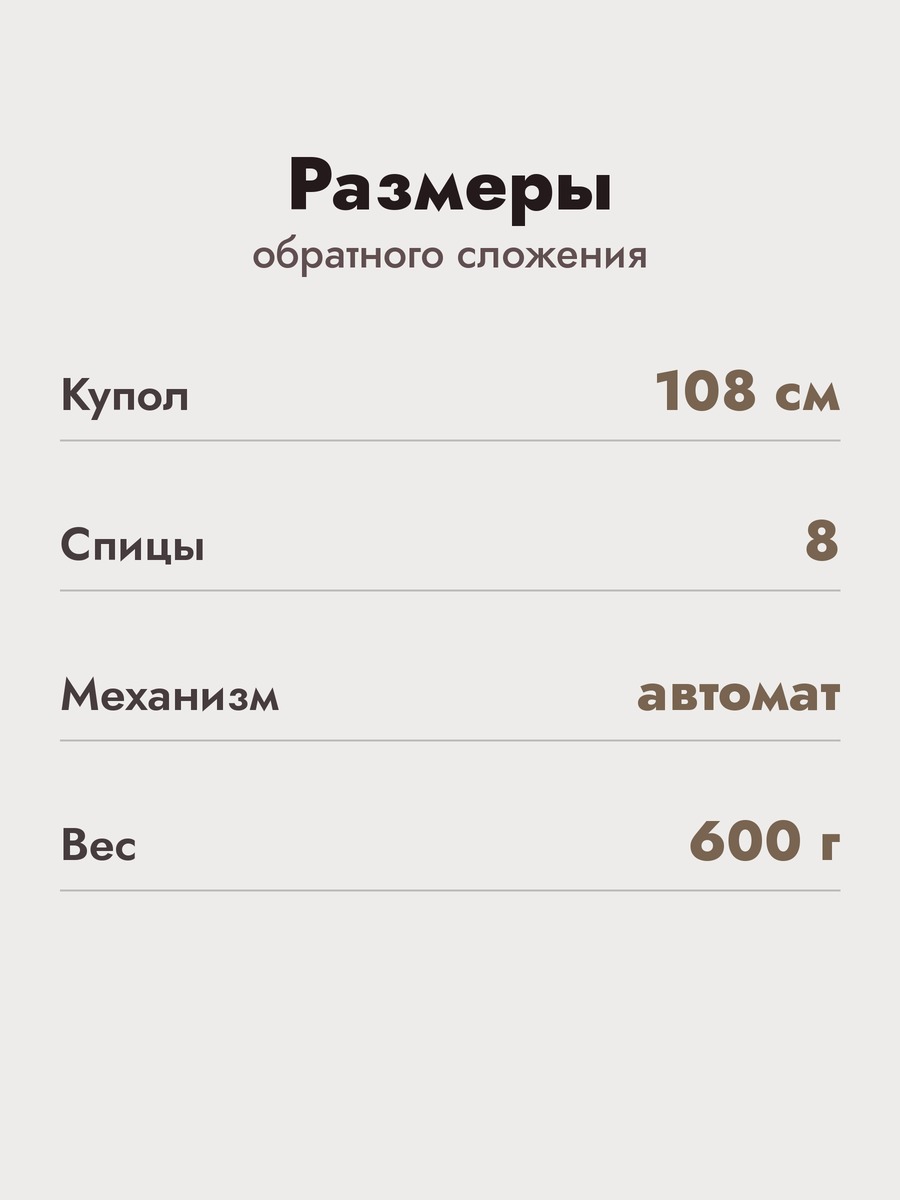 Размеры
обратного сложения
Купол 108 см
Спицы 8
Механизм автомат
Вес 600 г